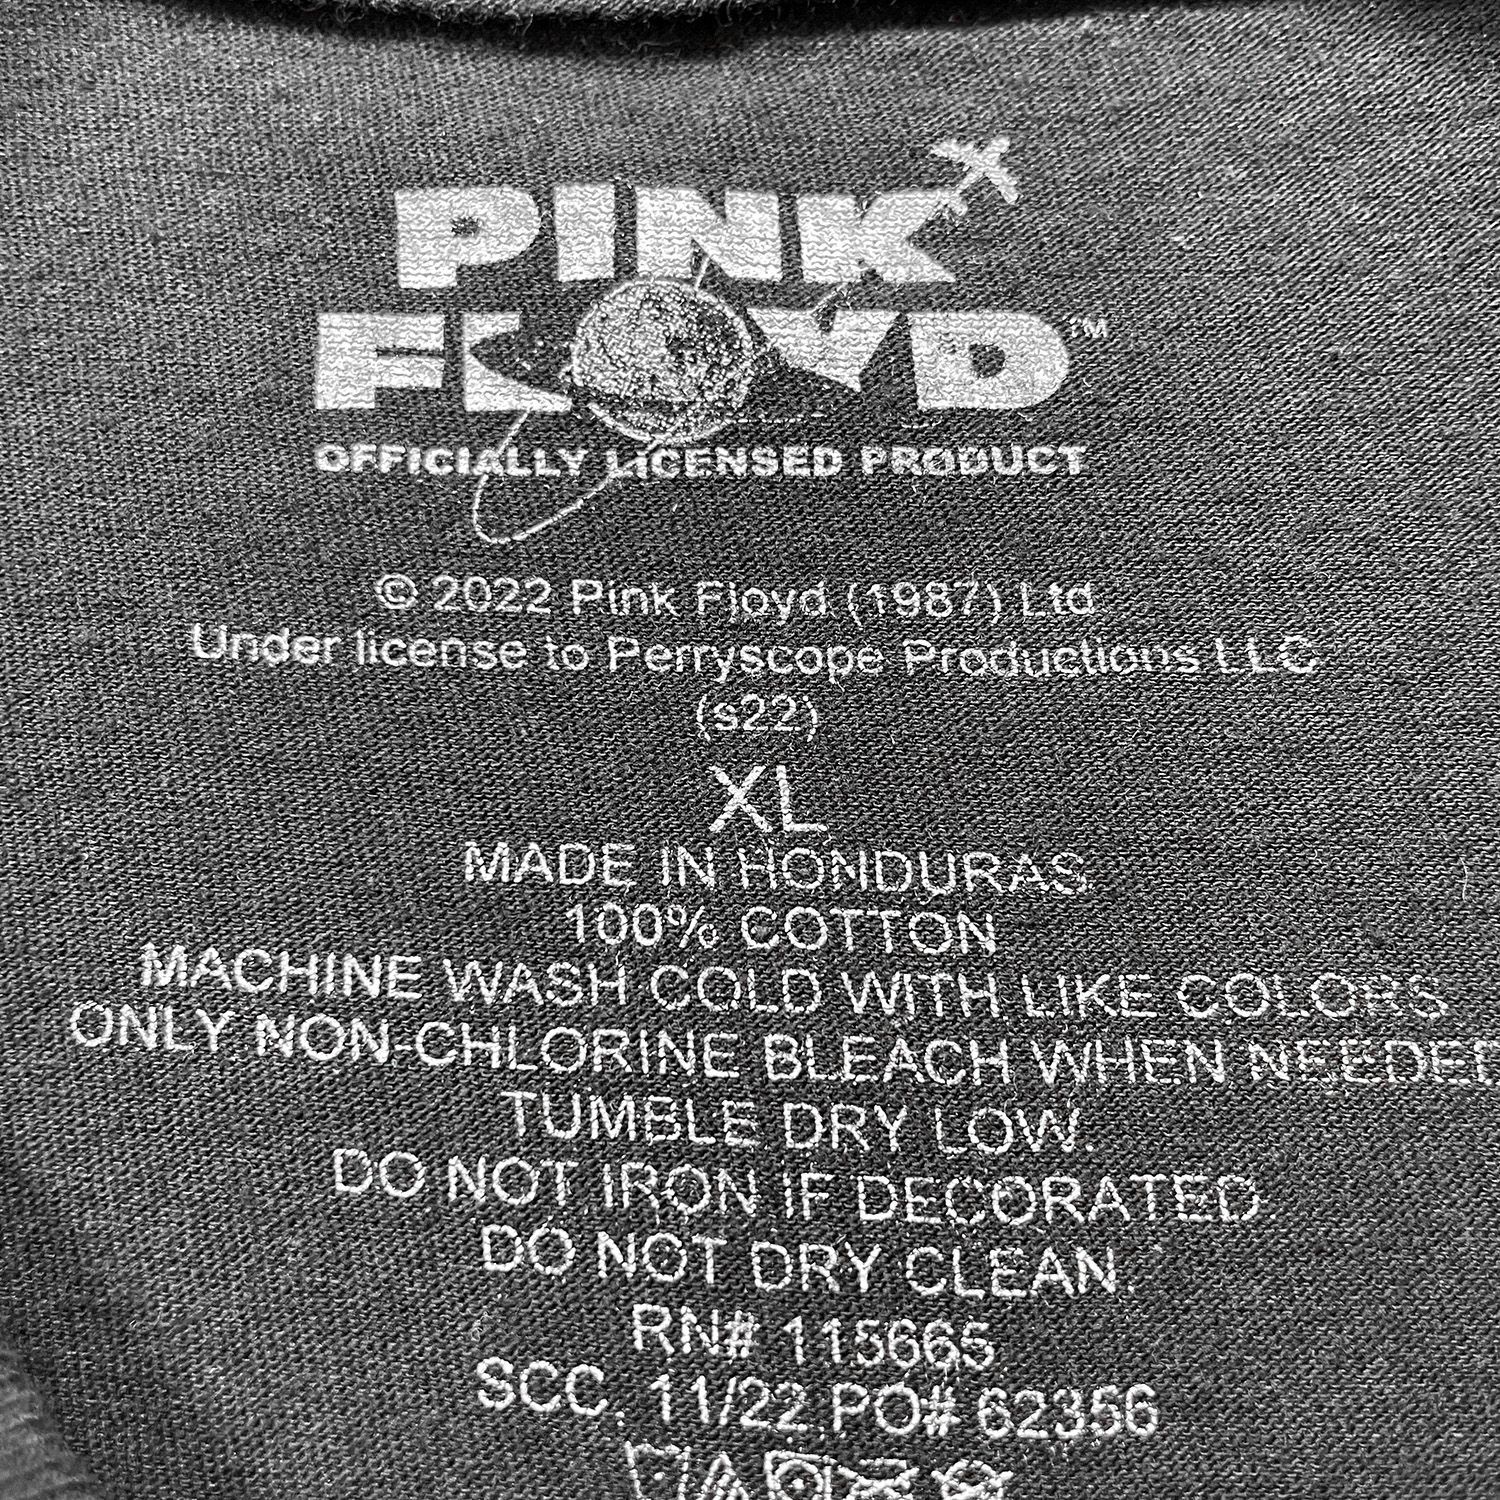 PINK
FLOYD™
OFFICIALLY LICENSED PRODUCT
© 2022 Pink Floyd (1987) Ltd
Under license to Perryscope Productions LLC
(s22)
XL
MADE IN HONDURAS
100% COTTON
MACHINE WASH COLD WITH LIKE COLORS
ONLY NON-CHLORINE BLEACH WHEN NEEDED
TUMBLE DRY LOW.
DO NOT IRON IF DECORATED
DO NOT DRY CLEAN.
RN# 115665
SCC. 11/22 PO# 62356